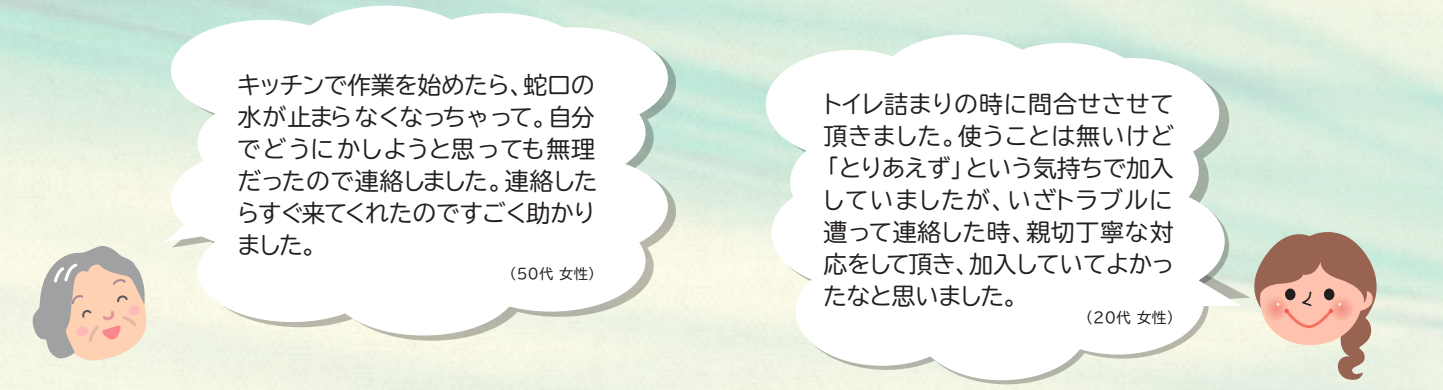 キッチンで作業を始めたら、蛇口の
水が止まらなくなっちゃって。自分
でどうにかしようと思っても無理
だったので連絡しました。連絡した
らすぐ来てくれたのですごく助かり
ました。
（50代 女性）
トイレ詰まりの時に問合せさせて
頂きました。使うことは無いけど
「とりあえず」という気持ちで加入
していましたが、いざトラブルに
遭って連絡した時、親切丁寧な対
応をして頂き、加入していてよかっ
たなと思いました。
（20代 女性）